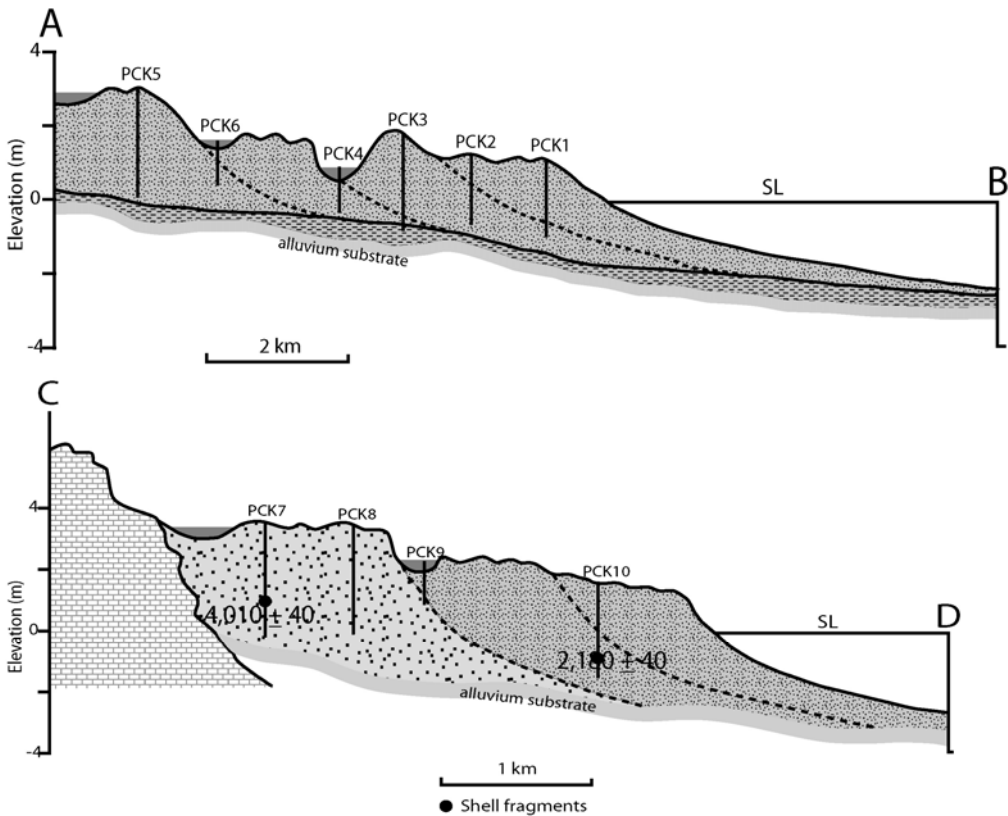 A
4
PCK5
PCK6
PCK3
PCK4
PCK2
PCK1
B
SL
0
Elevation (m)
alluvium substrate
-4
2 km
C
4
PCK7
PCK8
PCK9
PCK10
4,010 ± 40
D
SL
0
Elevation (m)
2,180 ± 40
alluvium substrate
-4
1 km
Shell fragments